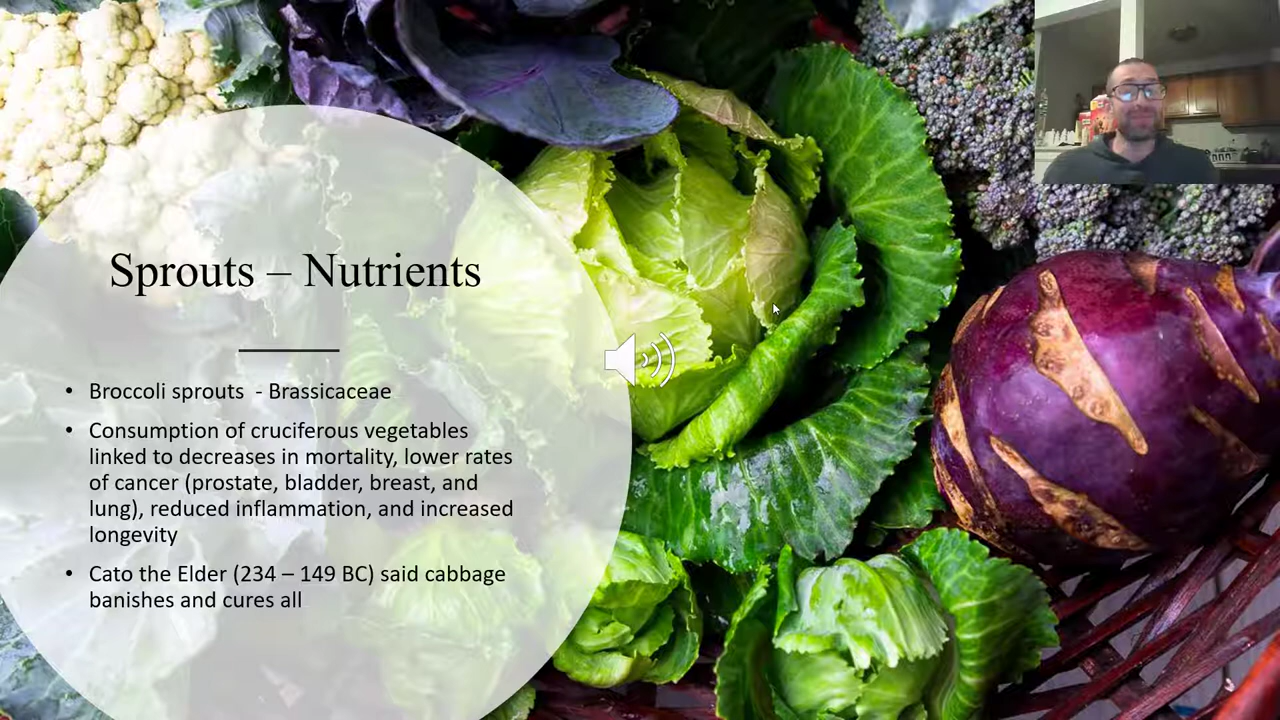 Sprouts – Nutrients
• Broccoli sprouts - Brassicaceae
• Consumption of cruciferous vegetables
linked to decreases in mortality, lower rates
of cancer (prostate, bladder, breast, and
lung), reduced inflammation, and increased
longevity
• Cato the Elder (234 – 149 BC) said cabbage
banishes and cures all